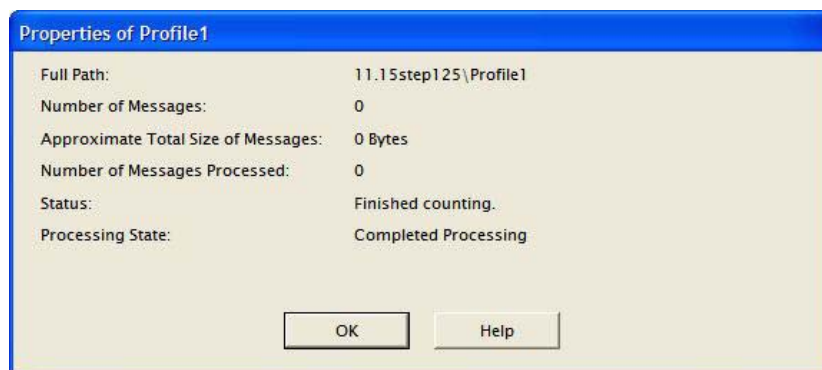 Properties of Profile1
Full Path: 11.15step125\Profile1
Number of Messages: 0
Approximate Total Size of Messages: 0 Bytes
Number of Messages Processed: 0
Status: Finished counting.
Processing State: Completed Processing
OK Help